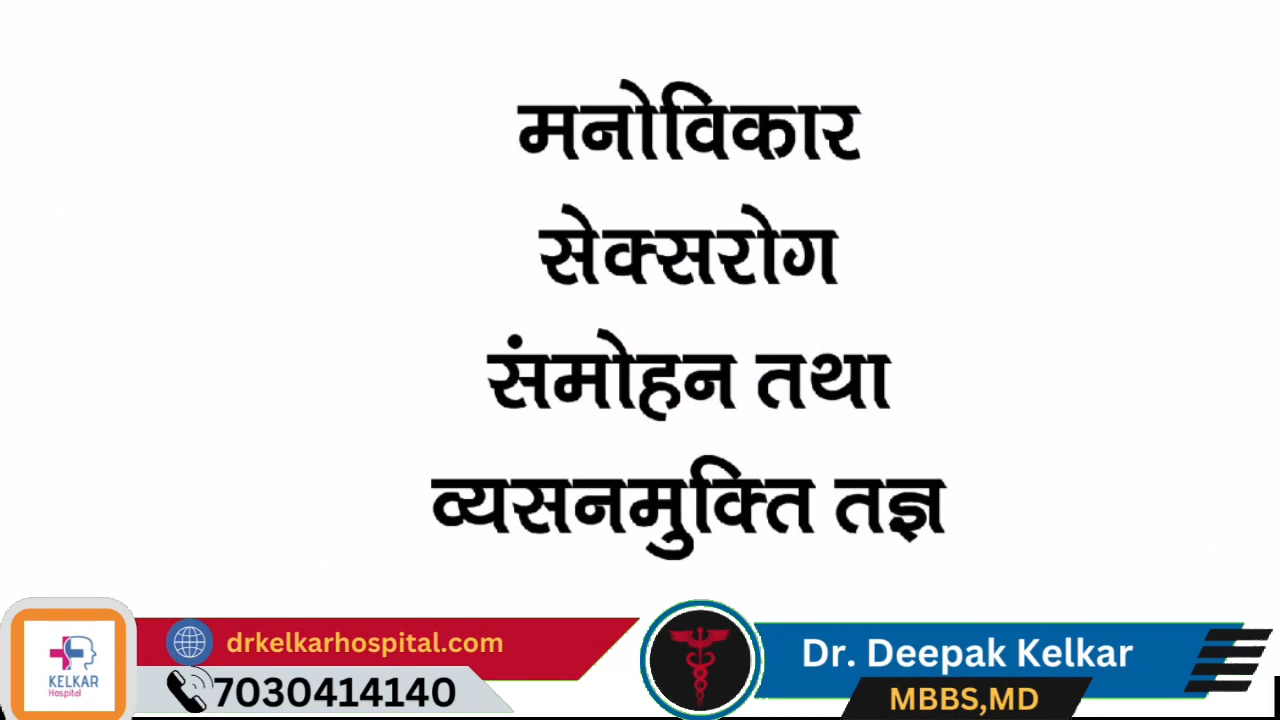 मनोविकार
सेक्सरोग
संमोहन तथा
व्यसनमुक्ति तज्ञ
KELKAR
Hospital
drkelkarhospital.com
7030414140
Dr. Deepak Kelkar
MBBS,MD